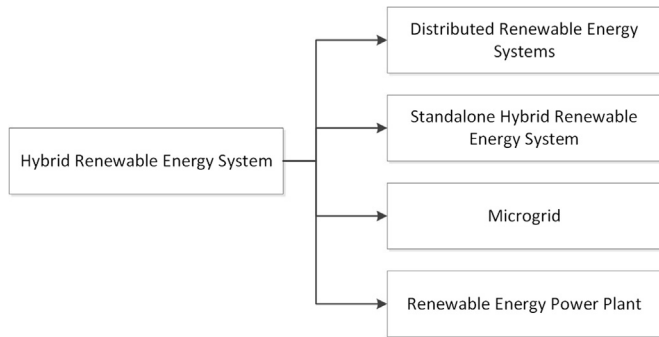 Distributed Renewable Energy
Systems
Standalone Hybrid Renewable
Energy System
Hybrid Renewable Energy System
Microgrid
Renewable Energy Power Plant